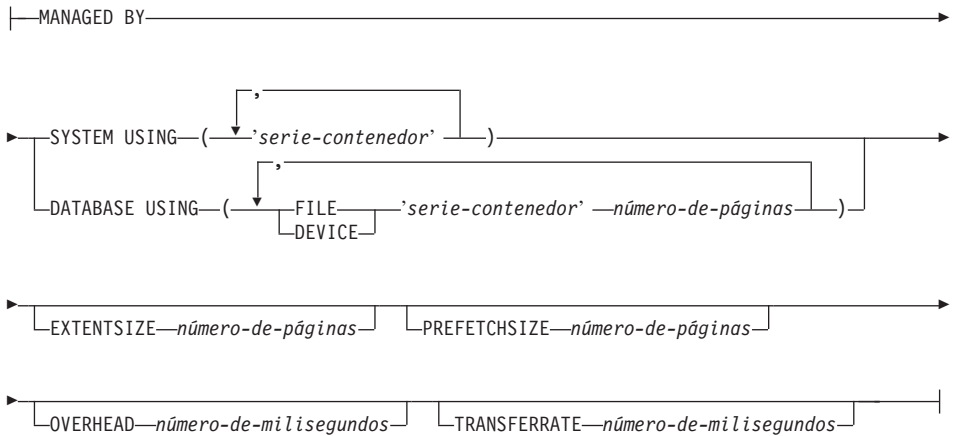 MANAGED BY
,
SYSTEM USING ( 'serie-contenedor' )
,
DATABASE USING ( FILE 'serie-contenedor' número-de-páginas )
DEVICE
EXTENTSIZE número-de-páginas PREFETCHSIZE número-de-páginas
OVERHEAD número-de-milisegundos TRANSFERRATE número-de-milisegundos